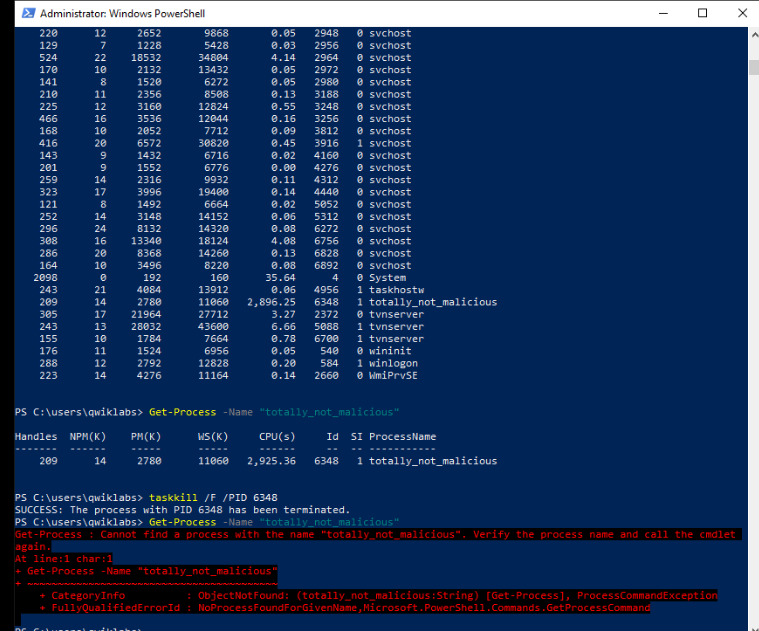 Administrator: Windows PowerShell
220 12 2652 9868 0.05 2948 0 svchost
129 7 1228 5428 0.03 2956 0 svchost
524 22 18532 34804 4.14 2964 0 svchost
170 10 2132 13432 0.05 2972 0 svchost
141 8 1520 6272 0.05 2980 0 svchost
210 11 2356 8508 0.13 3188 0 svchost
225 12 3160 12824 0.55 3248 0 svchost
466 16 3536 12044 0.16 3256 0 svchost
168 10 2052 7712 0.09 3812 0 svchost
416 20 6572 30820 0.45 3916 1 svchost
143 9 1432 6716 0.02 4160 0 svchost
201 9 1552 6776 0.00 4276 0 svchost
259 14 2316 9932 0.11 4312 0 svchost
323 17 3996 19400 0.14 4440 0 svchost
121 8 1492 6664 0.02 5052 0 svchost
252 14 3148 14152 0.06 5312 0 svchost
296 24 8132 14320 0.08 6272 0 svchost
308 16 13340 18124 4.08 6756 0 svchost
286 20 8368 14260 0.13 6828 0 svchost
164 10 3496 8220 0.08 6892 0 svchost
2098 0 192 160 35.64 4 0 System
243 21 4084 13912 0.06 4956 1 taskhostw
209 14 2780 11060 2,896.25 6348 1 totally_not_malicious
305 17 21964 27712 3.27 2372 0 tvnserver
243 13 28032 43600 6.66 5088 1 tvnserver
155 10 1784 7664 0.78 6700 1 tvnserver
176 11 1524 6956 0.05 540 0 wininit
288 12 2792 12828 0.20 584 1 winlogon
223 14 4276 11164 0.14 2660 0 WmiPrvSE
PS C:\users\qwiklabs> Get-Process -Name "totally_not_malicious"
Handles NPM(K) PM(K) WS(K) CPU(s) Id SI ProcessName
------- ------ ----- ----- ------ -- -- -----------
209 14 2780 11060 2,925.36 6348 1 totally_not_malicious
PS C:\users\qwiklabs> taskkill /F /PID 6348
SUCCESS: The process with PID 6348 has been terminated.
PS C:\users\qwiklabs> Get-Process -Name "totally_not_malicious"
Get-Process : Cannot find a process with the name "totally_not_malicious". Verify the process name and call the cmdlet
again.
At line:1 char:1
+ Get-Process -Name "totally_not_malicious"
+ ~~~~~~~~~~~~~~~~~~~~~~~~~~~~~~~~~~~~~~~~~
+ CategoryInfo : ObjectNotFound: (totally_not_malicious:String) [Get-Process], ProcessCommandException
+ FullyQualifiedErrorId : NoProcessFoundForGivenName,Microsoft.PowerShell.Commands.GetProcessCommand
PS C:\users\qwiklabs>